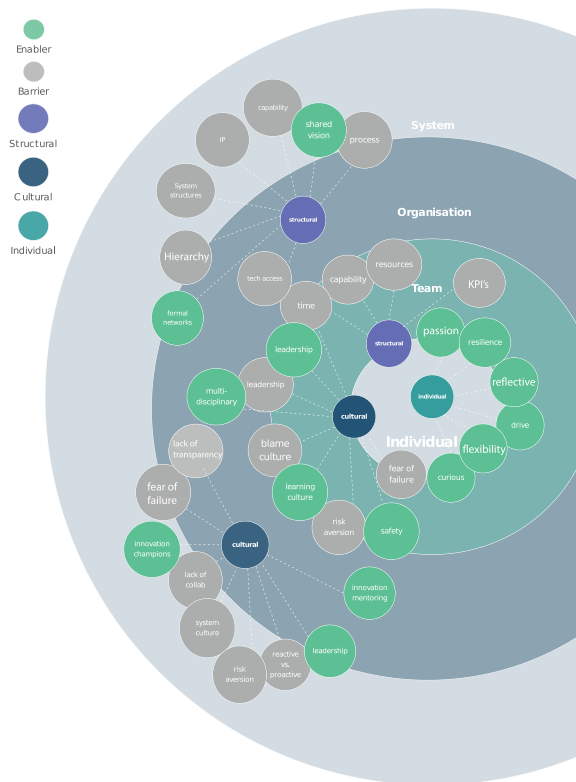 Enabler
Barrier
Structural
Cultural
Individual
System
Organisation
Team
Individual
capability
shared
vision
process
IP
System
structures
structural
Hierarchy
formal
networks
tech access
time
capability
resources
KPI's
structural
passion
resilience
reflective
drive
flexibility
curious
individual
leadership
leadership
multi-
disciplinary
cultural
lack of
transparency
blame
culture
learning
culture
fear of
failure
risk
aversion
safety
fear of
failure
innovation
champions
cultural
lack of
collab
system
culture
risk
aversion
reactive
vs.
proactive
leadership
innovation
mentoring